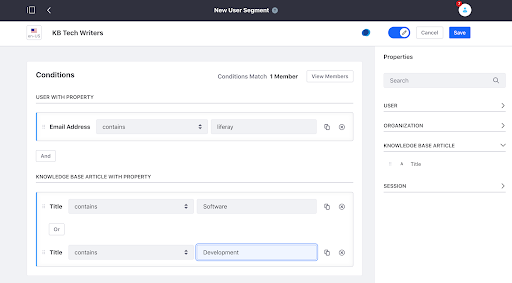 New User Segment
7
en-US
KB Tech Writers
Cancel
Save
Conditions
Conditions Match 1 Member
View Members
USER WITH PROPERTY
Email Address contains liferay
And
KNOWLEDGE BASE ARTICLE WITH PROPERTY
Title contains Software
Or
Title contains Development
Properties
Search
USER
ORGANIZATION
KNOWLEDGE BASE ARTICLE
A Title
SESSION